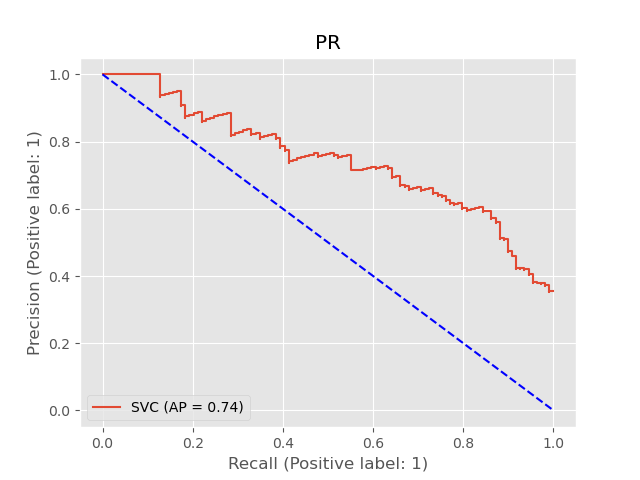 PR
1.0
0.8
0.6
0.4
0.2
0.0
Precision (Positive label: 1)
SVC (AP = 0.74)
0.0 0.2 0.4 0.6 0.8 1.0
Recall (Positive label: 1)